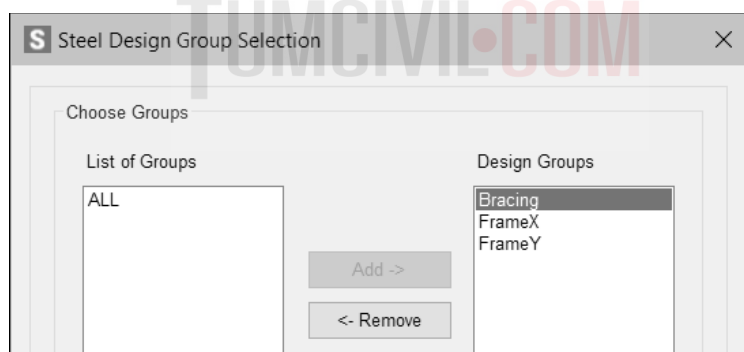 TUMCIVIL•COM
S Steel Design Group Selection
Choose Groups
List of Groups
Design Groups
ALL
Bracing
FrameX
FrameY
Add ->
<- Remove